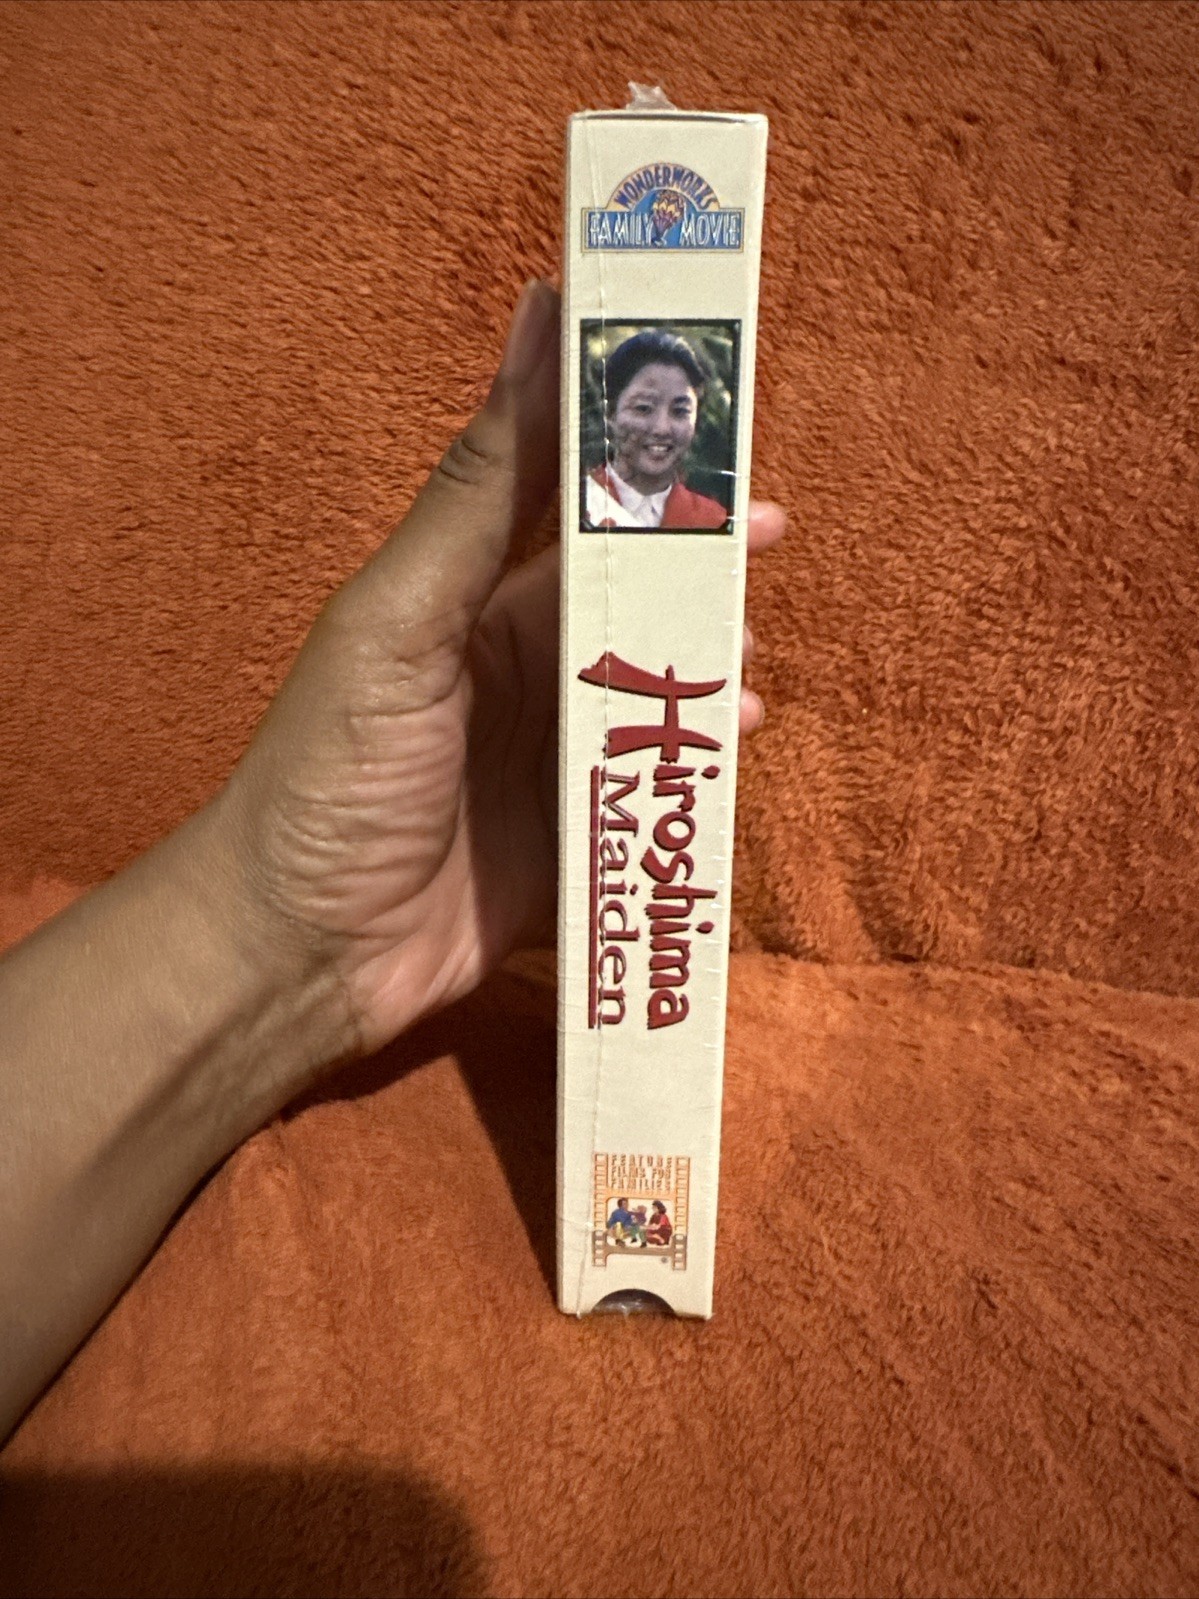 WONDERWORKS
FAMILY MOVIE
Hiroshima
Maiden
FEATURE
FILMS FOR
FAMILIES
®